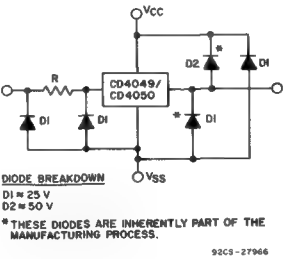 VCC
D2 *
D1
R
CD4049/
CD4050
D1
D1
* D1
VSS
DIODE BREAKDOWN
D1 ≈ 25 V
D2 ≈ 50 V
* THESE DIODES ARE INHERENTLY PART OF THE
MANUFACTURING PROCESS.
92CS-27966